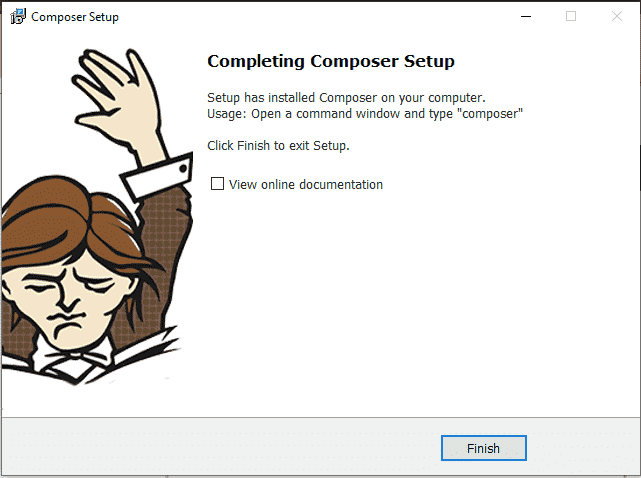 Composer Setup
Completing Composer Setup
Setup has installed Composer on your computer.
Usage: Open a command window and type "composer"
Click Finish to exit Setup.
View online documentation
Finish